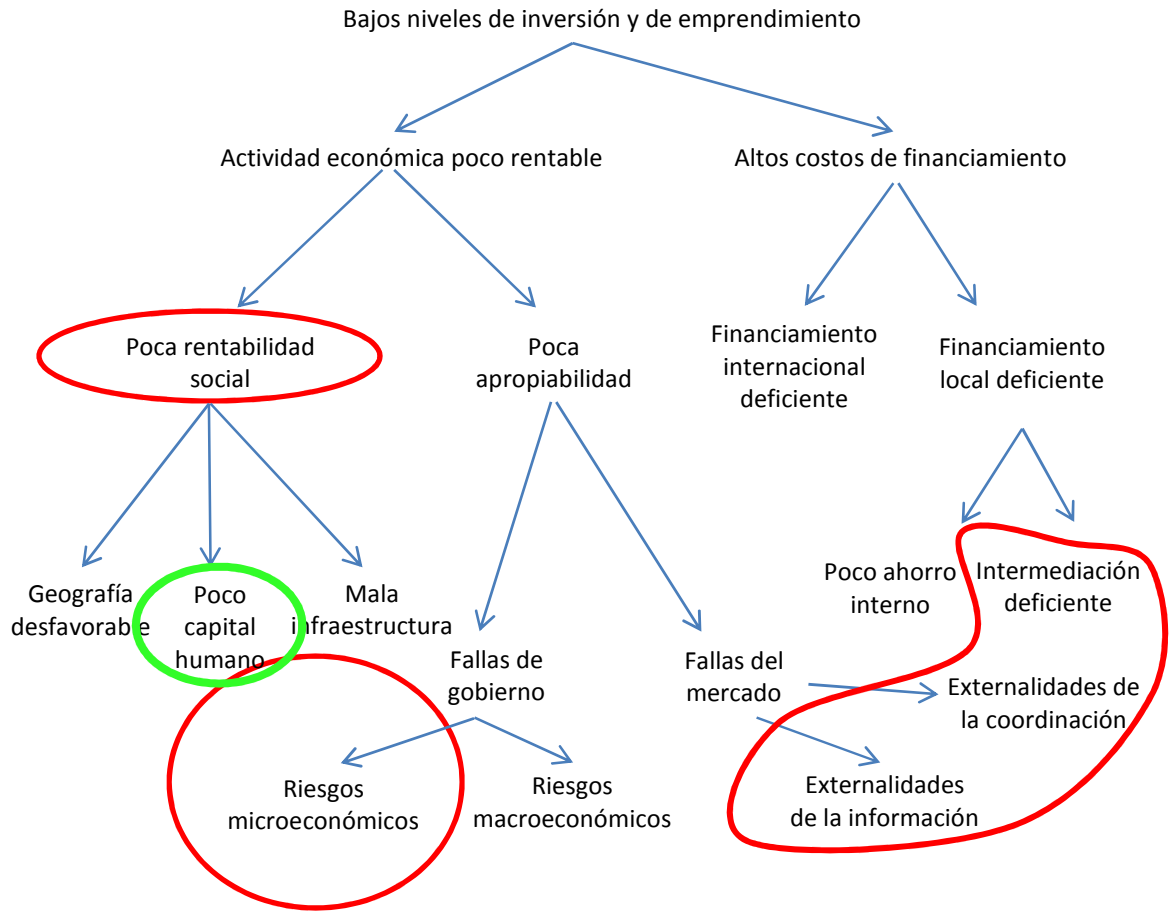 Bajos niveles de inversión y de emprendimiento
Actividad económica poco rentable
Altos costos de financiamiento
Poca rentabilidad
social
Poca
apropiabilidad
Financiamiento
internacional
deficiente
Financiamiento
local deficiente
Geografía
desfavorable
Poco
capital
humano
Mala
infraestructura
Fallas de
gobierno
Fallas del
mercado
Poco ahorro
interno
Intermediación
deficiente
Externalidades de
la coordinación
Riesgos
microeconómicos
Riesgos
macroeconómicos
Externalidades
de la información